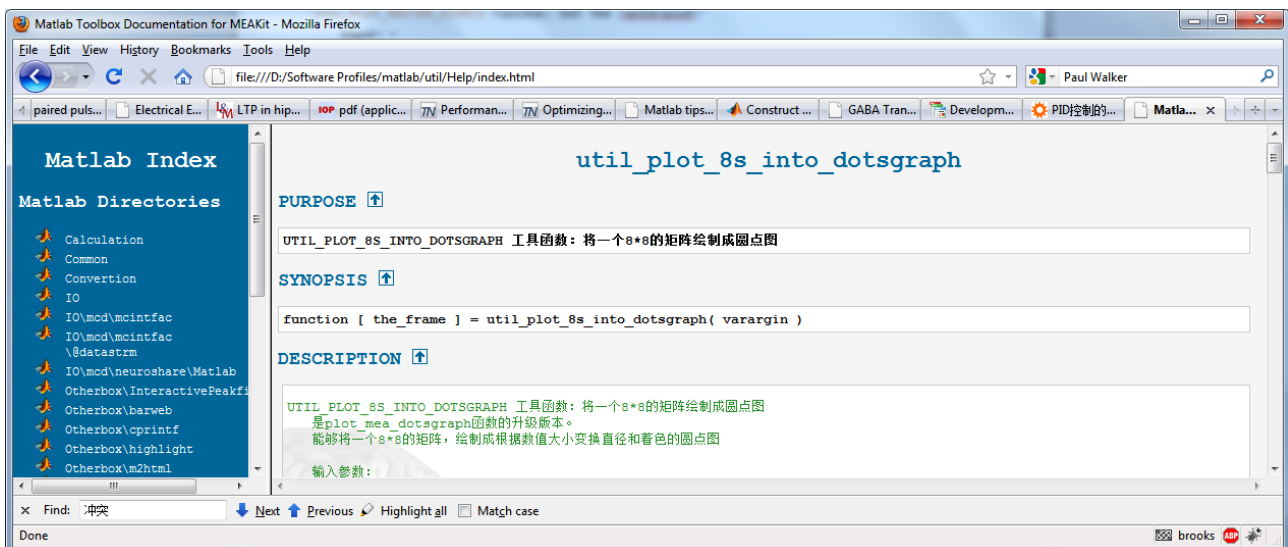 Matlab Toolbox Documentation for MEAKit - Mozilla Firefox
File Edit View History Bookmarks Tools Help
file:///D:/Software Profiles/matlab/util/Help/index.html
Paul Walker
paired puls... Electrical E... LTP in hip... IOP pdf (applic... TN Performan... TN Optimizing... Matlab tips... Construct ... GABA Tran... Developm... PID控制的... Matla...
Matlab Index
Matlab Directories
Calculation
Common
Convertion
IO
IO\mcd\mcintfac
IO\mcd\mcintfac
\@datastrm
IO\mcd\neuroshare\Matlab
Otherbox\InteractivePeakfi
Otherbox\barweb
Otherbox\cprintf
Otherbox\highlight
Otherbox\m2html
util_plot_8s_into_dotsgraph
PURPOSE
UTIL_PLOT_8S_INTO_DOTSGRAPH 工具函数: 将一个8*8的矩阵绘制成圆点图
SYNOPSIS
function [ the_frame ] = util_plot_8s_into_dotsgraph( varargin )
DESCRIPTION
UTIL_PLOT_8S_INTO_DOTSGRAPH 工具函数: 将一个8*8的矩阵绘制成圆点图
是plot_mea_dotsgraph函数的升级版本。
能够将一个8*8的矩阵，绘制成根据数值大小变换直径和着色的圆点图
输入参数:
Find: 冲突 Next Previous Highlight all Match case
Done
brooks ABP